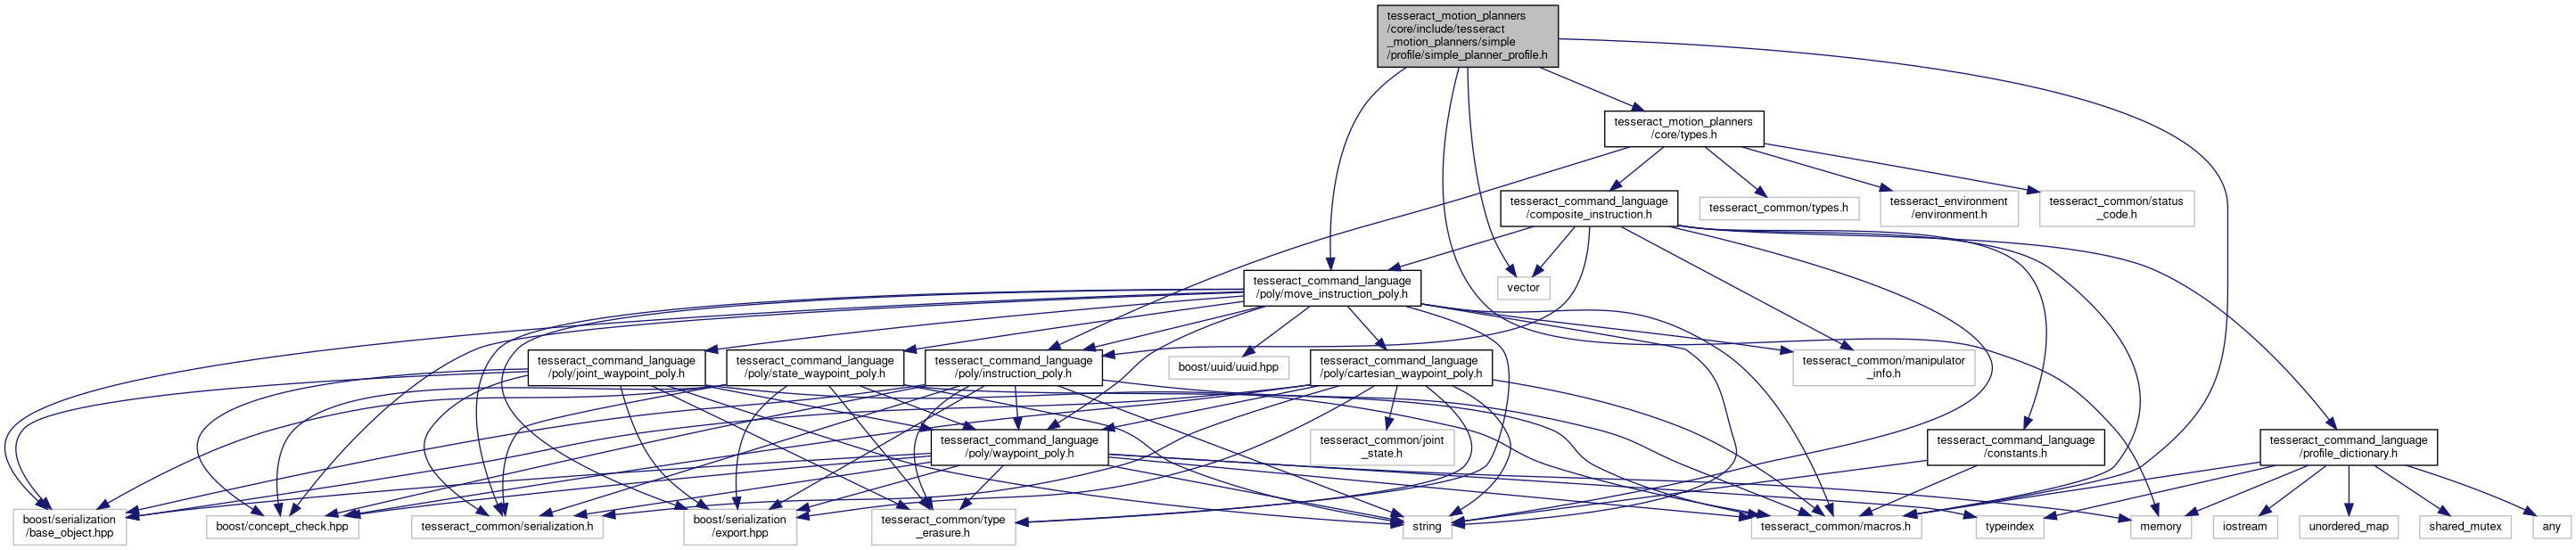 tesseract_motion_planners
/core/include/tesseract
_motion_planners/simple
/profile/simple_planner_profile.h
tesseract_motion_planners
/core/types.h
tesseract_command_language
/composite_instruction.h
tesseract_common/types.h
tesseract_environment
/environment.h
tesseract_common/status
_code.h
tesseract_command_language
/poly/move_instruction_poly.h
vector
tesseract_command_language
/poly/joint_waypoint_poly.h
tesseract_command_language
/poly/state_waypoint_poly.h
tesseract_command_language
/poly/instruction_poly.h
boost/uuid/uuid.hpp
tesseract_command_language
/poly/cartesian_waypoint_poly.h
tesseract_common/manipulator
_info.h
tesseract_command_language
/poly/waypoint_poly.h
tesseract_common/joint
_state.h
tesseract_command_language
/constants.h
tesseract_command_language
/profile_dictionary.h
boost/serialization
/base_object.hpp
boost/concept_check.hpp
tesseract_common/serialization.h
boost/serialization
/export.hpp
tesseract_common/type
_erasure.h
string
tesseract_common/macros.h
typeindex
memory
iostream
unordered_map
shared_mutex
any